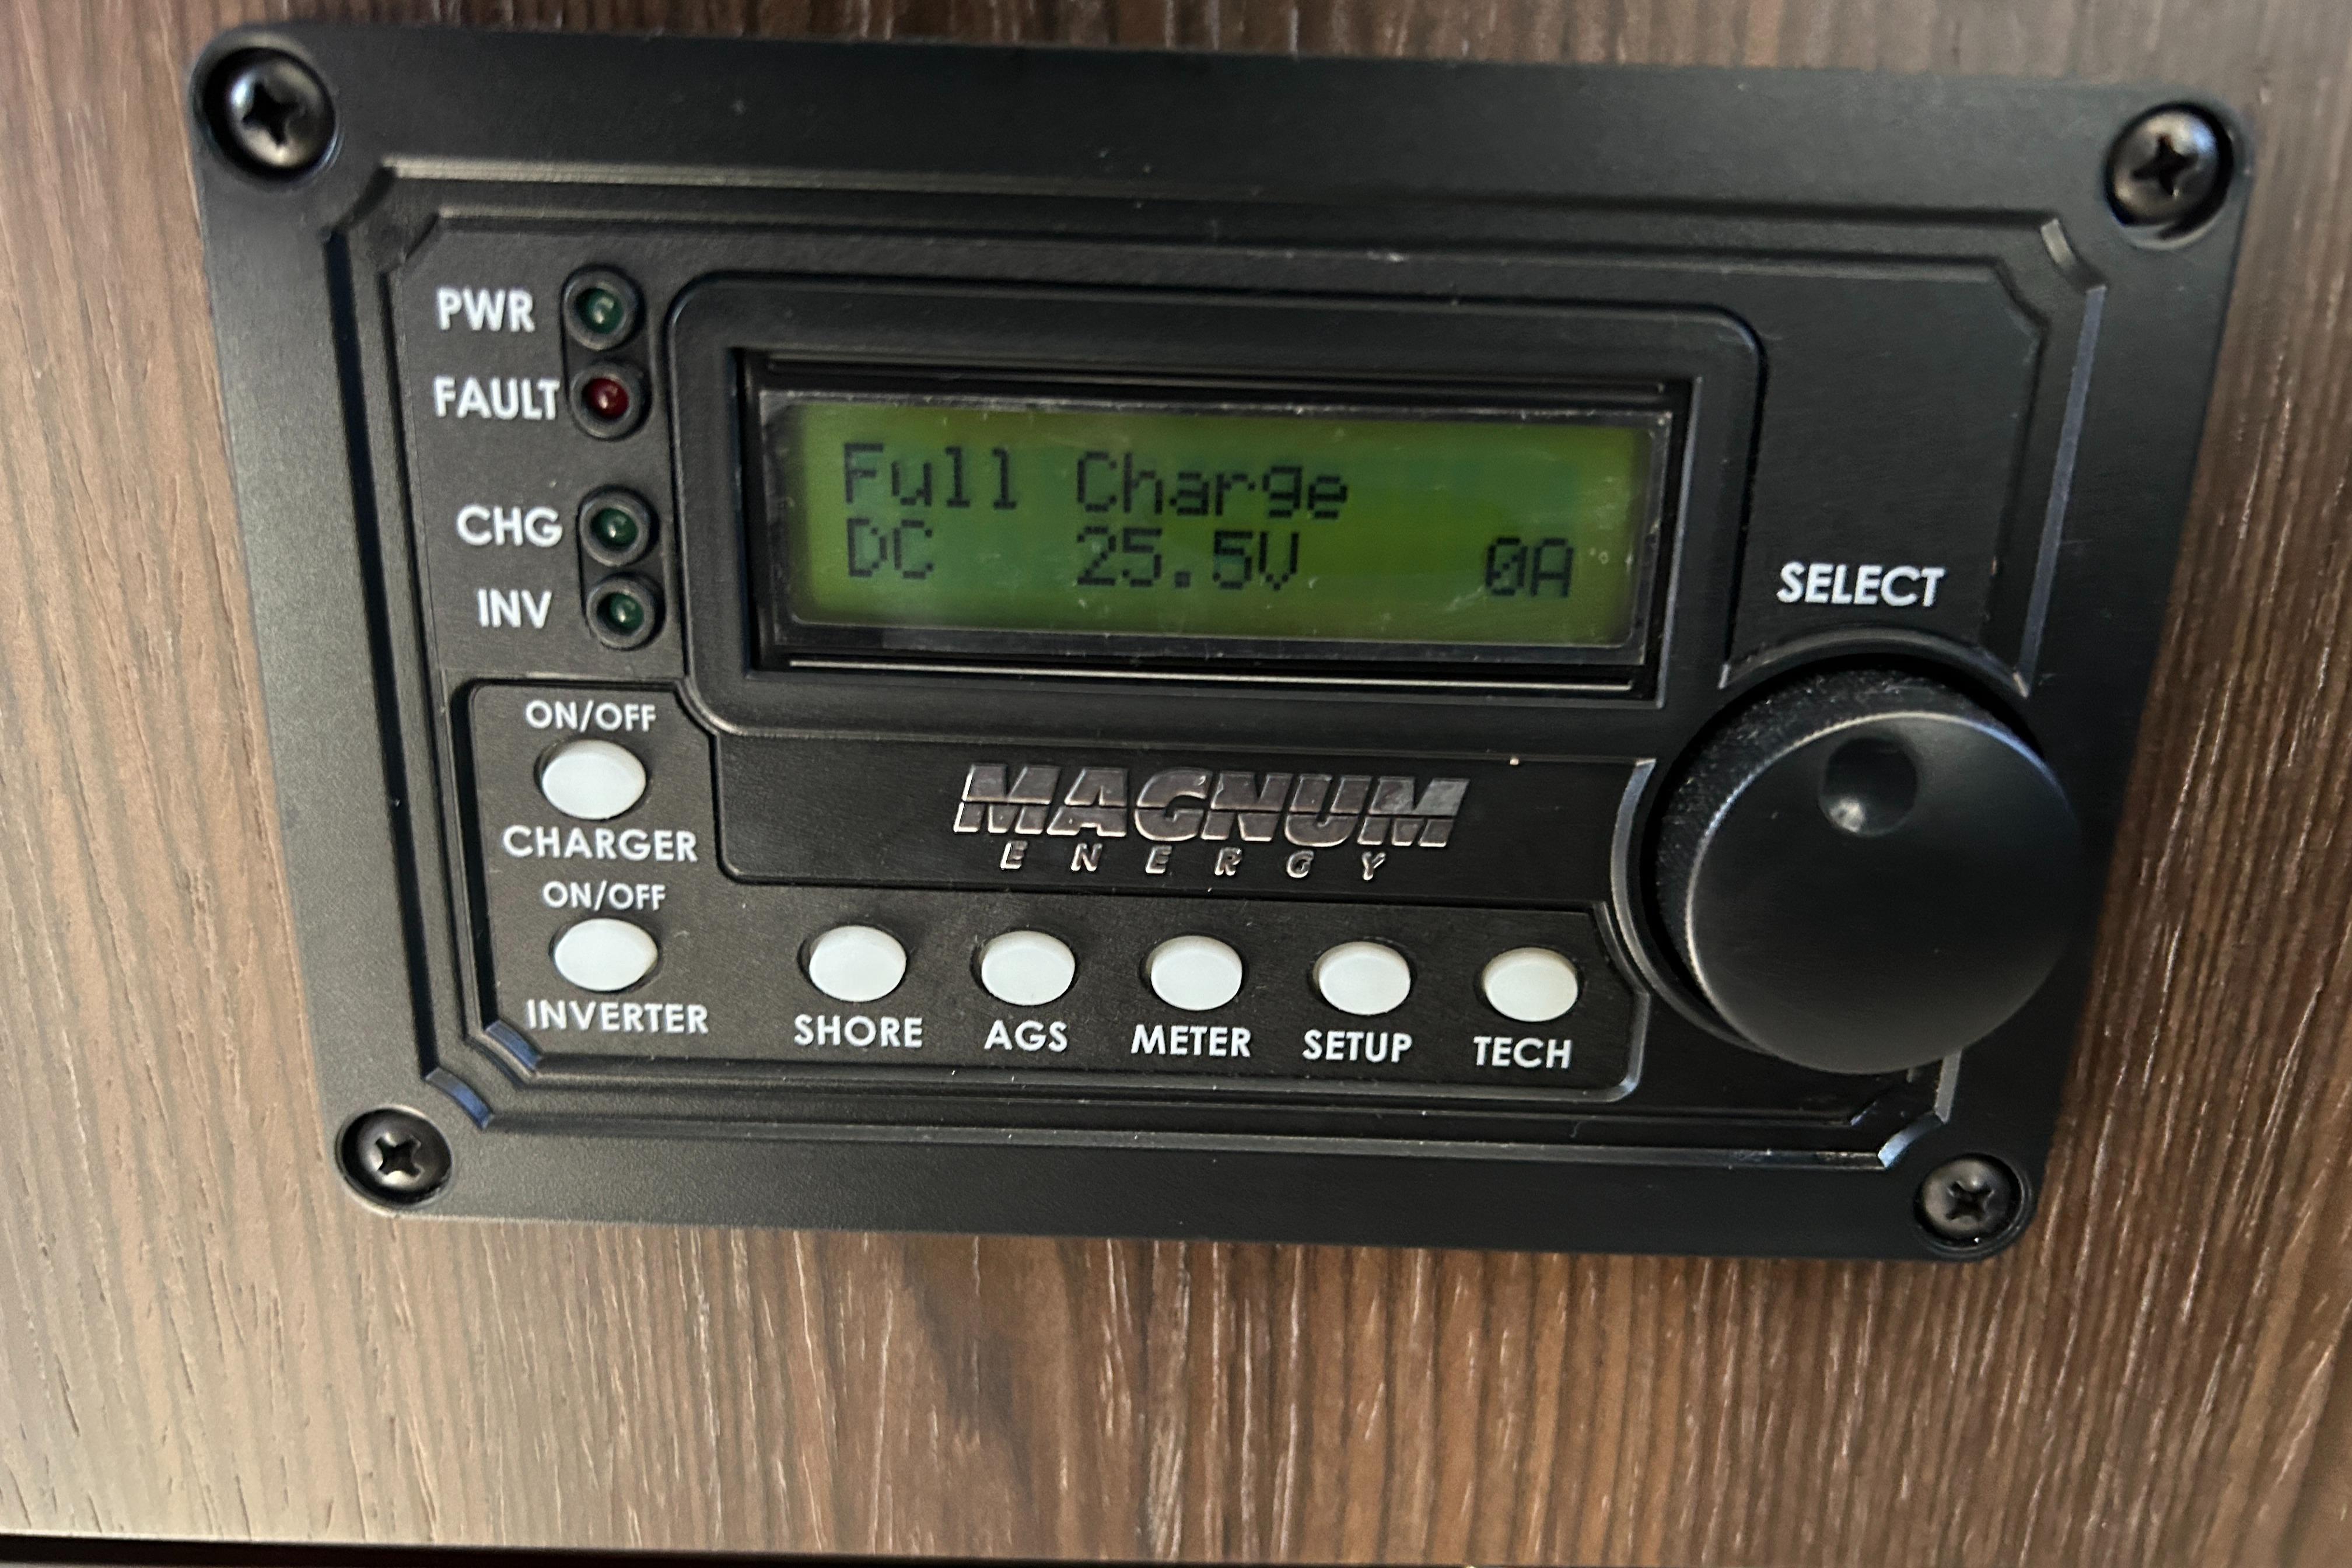 PWR
FAULT
CHG
INV
Full Charge
DC 25.5V 0A
SELECT
ON/OFF
CHARGER
ON/OFF
INVERTER
MAGNUM
ENERGY
SHORE AGS METER SETUP TECH